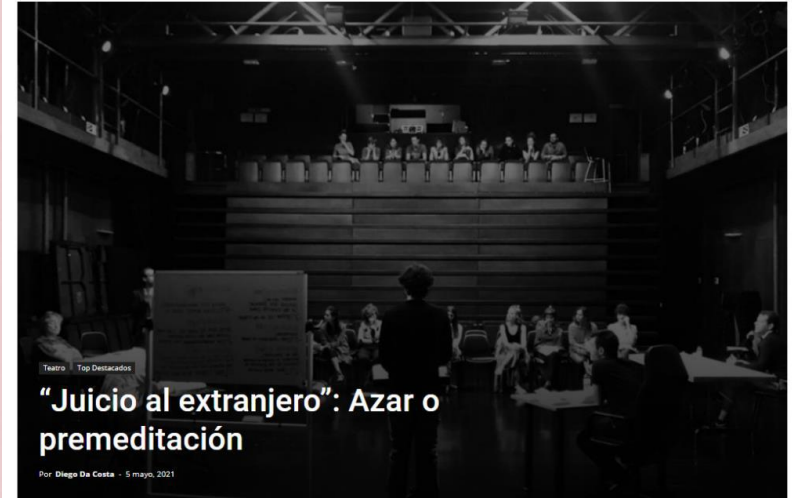 Teatro Top Destacados
“Juicio al extranjero”: Azar o
premeditación
Por Diego Da Costa - 5 mayo, 2021